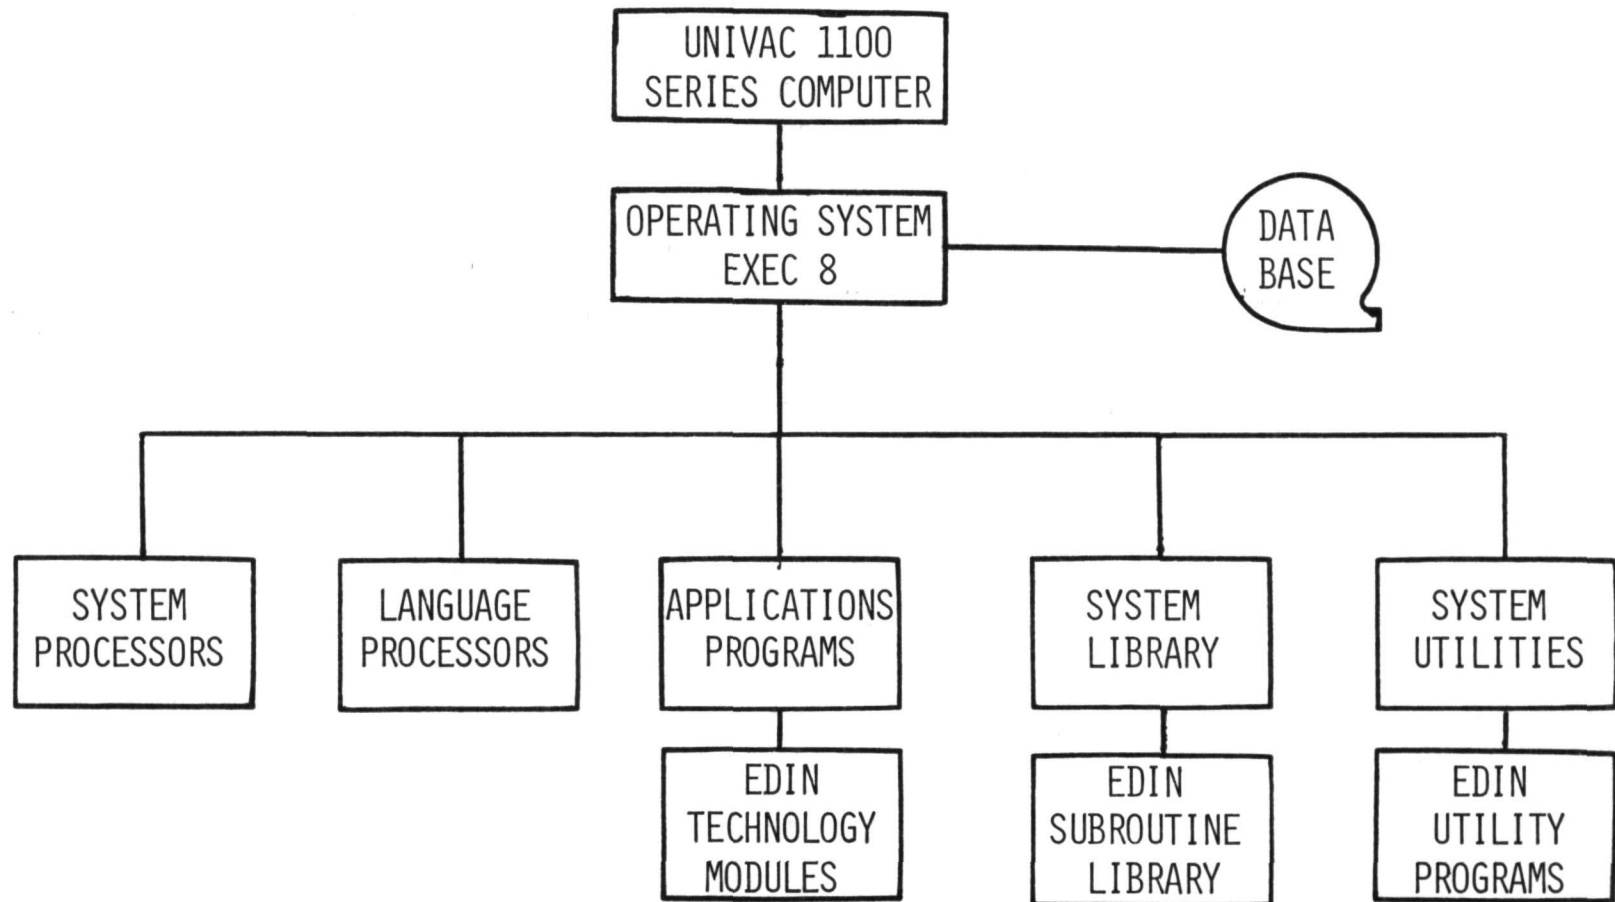 UNIVAC 1100
SERIES COMPUTER
OPERATING SYSTEM
EXEC 8
DATA
BASE
SYSTEM
PROCESSORS
LANGUAGE
PROCESSORS
APPLICATIONS
PROGRAMS
SYSTEM
LIBRARY
SYSTEM
UTILITIES
EDIN
TECHNOLOGY
MODULES
EDIN
SUBROUTINE
LIBRARY
EDIN
UTILITY
PROGRAMS